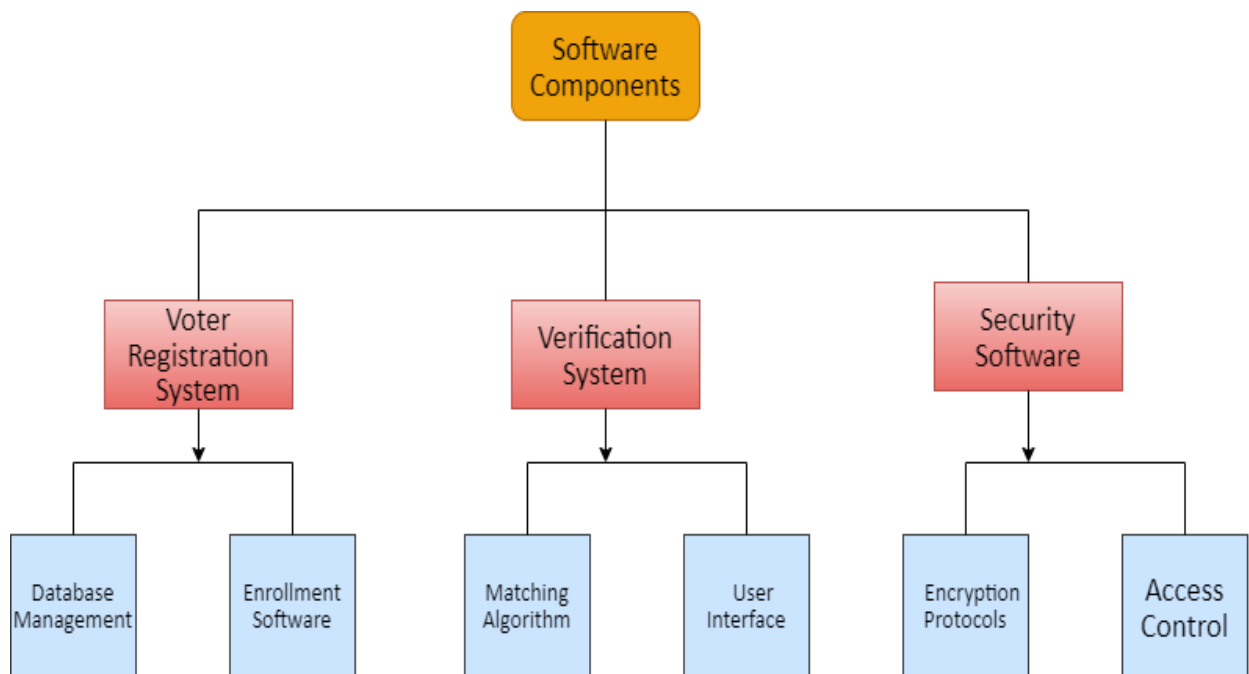 Software
Components
Voter
Registration
System
Verification
System
Security
Software
Database
Management
Enrollment
Software
Matching
Algorithm
User
Interface
Encryption
Protocols
Access
Control